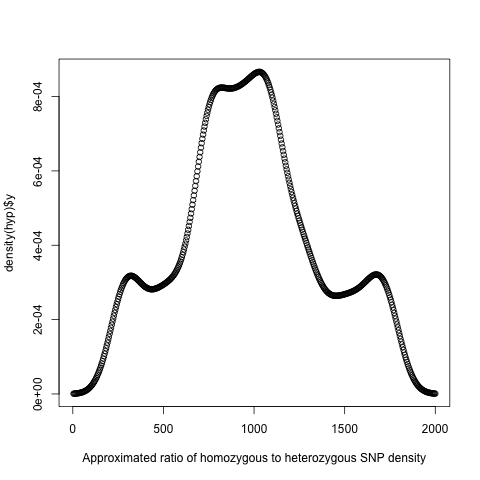 density(hyp)$y
8e-04
6e-04
4e-04
2e-04
0e+00
0 500 1000 1500 2000
Approximated ratio of homozygous to heterozygous SNP density